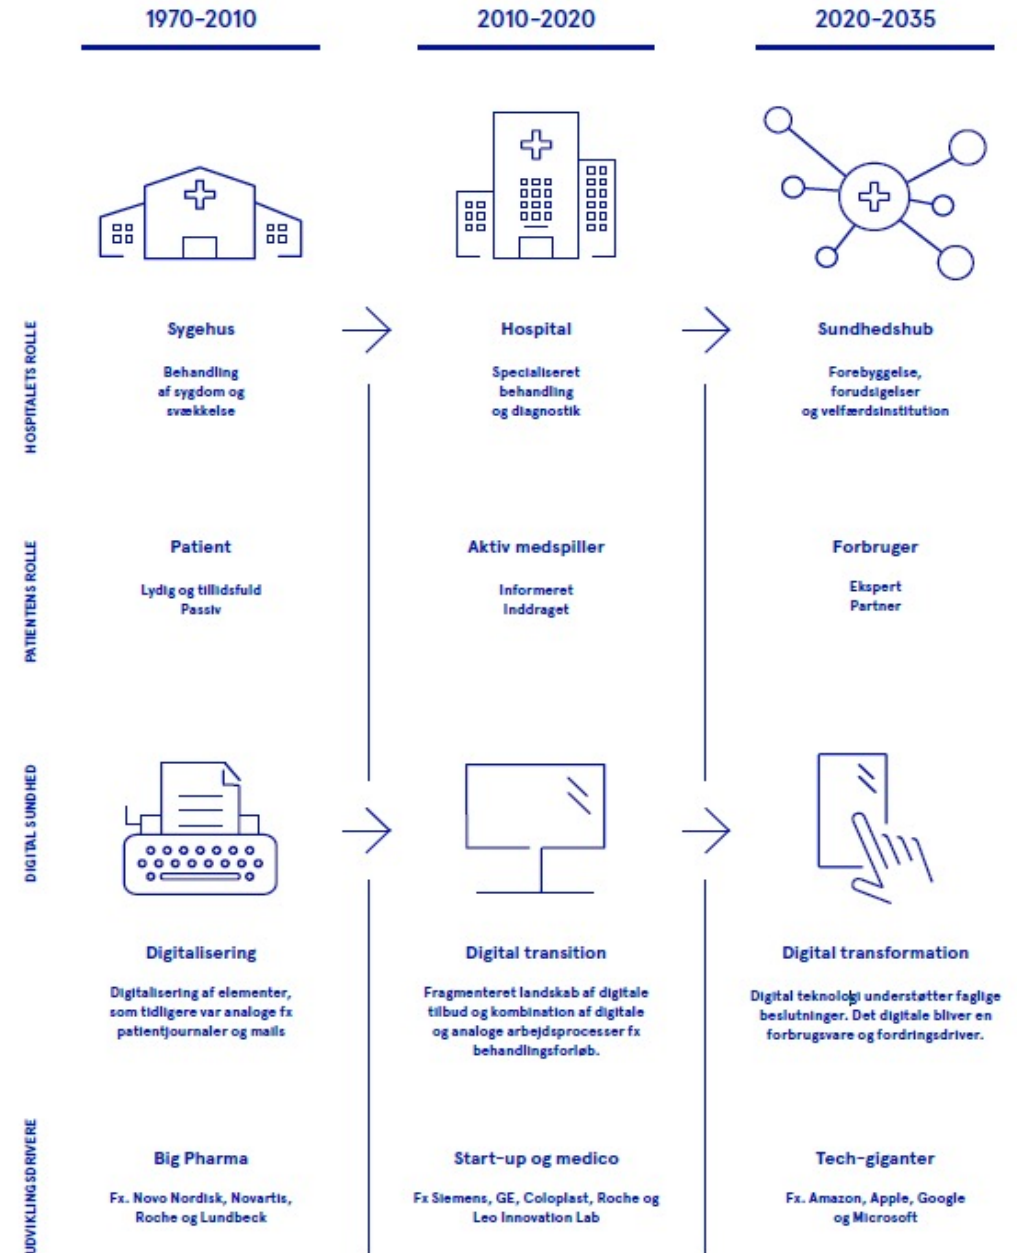 1970-2010
2010-2020
2020-2035
HOSPITALETS ROLLE
Sygehus
Behandling
af sygdom og
svækkelse
Hospital
Specialiseret
behandling
og diagnostik
Sundhedshub
Forebyggelse,
forudsigelser
og velfærdsinstitution
PATIENTENS ROLLE
Patient
Lydig og tillidsfuld
Passiv
Aktiv medspiller
Informeret
Inddraget
Forbruger
Ekspert
Partner
DIGITAL SUNDHED
Digitalisering
Digitalisering af elementer,
som tidligere var analoge fx
patientjournaler og mails
Digital transition
Fragmenteret landskab af digitale
tilbud og kombination af digitale
og analoge arbejdsprocesser fx
behandlingsforløb.
Digital transformation
Digital teknologi understøtter faglige
beslutninger. Det digitale bliver en
forbrugsvare og fordringsdriver.
UDVIKLINGSDRIVERE
Big Pharma
Fx. Novo Nordisk, Novartis,
Roche og Lundbeck
Start-up og medico
Fx Siemens, GE, Coloplast, Roche og
Leo Innovation Lab
Tech-giganter
Fx. Amazon, Apple, Google
og Microsoft